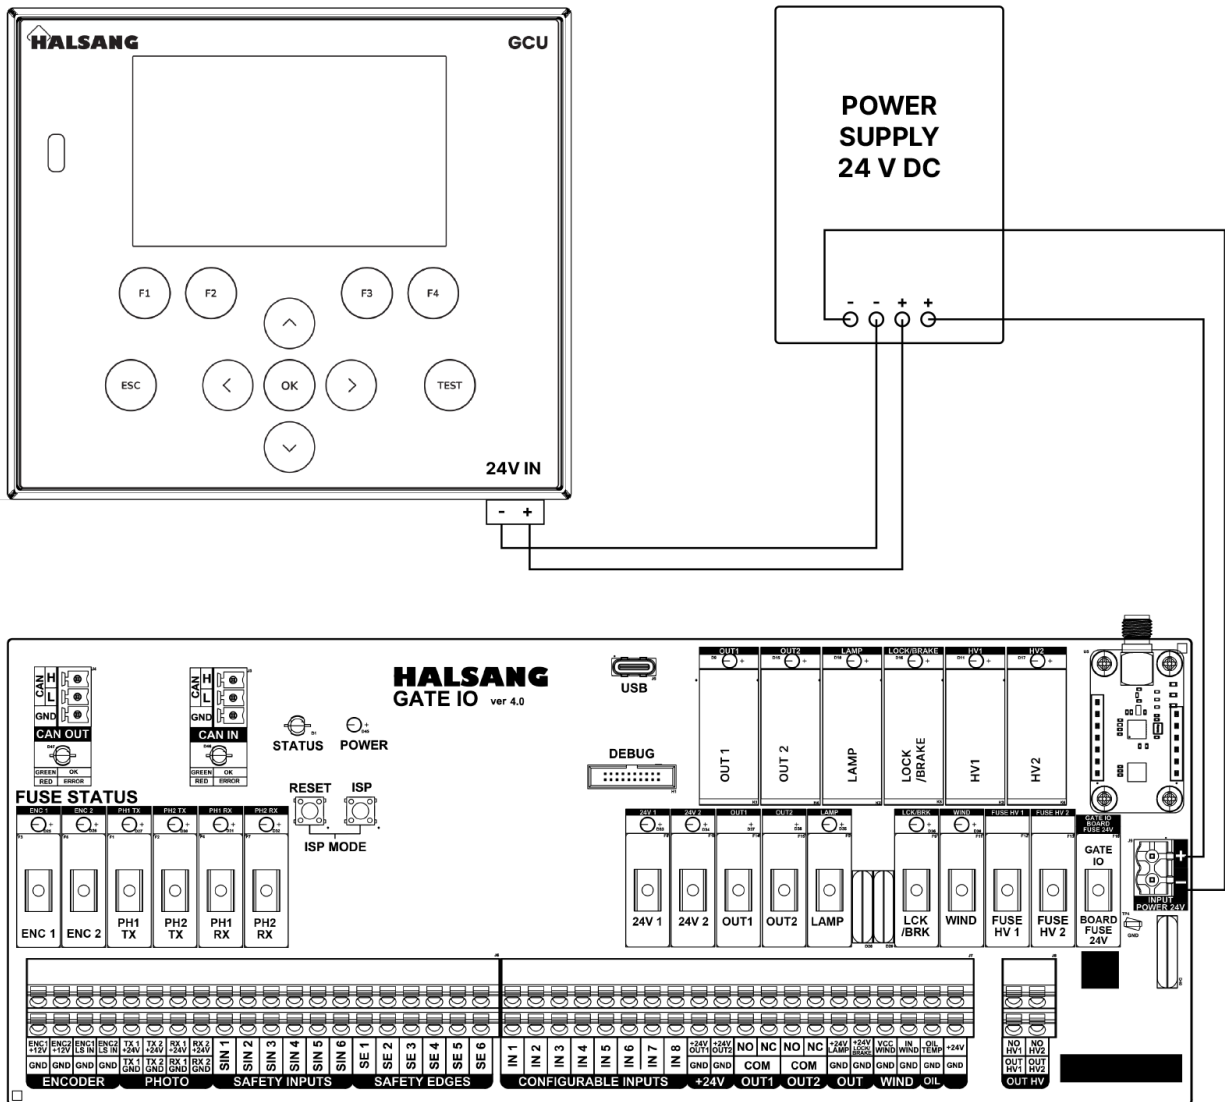 HALSANG
GCU
F1
F2
F3
F4
ESC
OK
TEST
24V IN
- +
POWER
SUPPLY
24 V DC
- - + +
CAN
H
L
GND
CAN OUT
GREEN OK
RED ERROR
CAN
H
L
GND
CAN IN
GREEN OK
RED ERROR
HALSANG
GATE IO ver 4.0
STATUS
POWER
RESET
ISP
ISP MODE
USB
DEBUG
OUT1
OUT2
LAMP
LOCK/BRAKE
HV1
HV2
OUT 1
OUT 2
LAMP
LOCK
/BRAKE
HV1
HV2
FUSE STATUS
ENC 1
ENC 2
PH1 TX
PH2 TX
PH1 RX
PH2 RX
ENC 1
ENC 2
PH1
TX
PH2
TX
PH1
RX
PH2
RX
24V 1
24V 2
OUT1
OUT2
LAMP
LCK/BRK
WIND
FUSE HV 1
FUSE HV 2
GATE IO
BOARD
FUSE 24V
24V 1
24V 2
OUT1
OUT2
LAMP
LCK
/BRK
WIND
FUSE
HV 1
FUSE
HV 2
GATE
IO
BOARD
FUSE
24V
+
−
INPUT
POWER 24V
GND
ENC1
+12V
ENC2
+12V
ENC1
LS IN
ENC2
LS IN
TX 1
+24V
TX 2
+24V
RX 1
+24V
RX 2
+24V
GND GND GND GND
TX 1
GND
TX 2
GND
RX 1
GND
RX 2
GND
ENCODER
PHOTO
SIN 1
SIN 2
SIN 3
SIN 4
SIN 5
SIN 6
SAFETY INPUTS
SE 1
SE 2
SE 3
SE 4
SE 5
SE 6
SAFETY EDGES
IN 1
IN 2
IN 3
IN 4
IN 5
IN 6
IN 7
IN 8
CONFIGURABLE INPUTS
+24V
OUT1
+24V
OUT2
GND GND
+24V
NO NC
COM
OUT1
NO NC
COM
OUT2
+24V
LAMP
+24V
LOCK/
BRAKE
GND GND
OUT
VCC
WIND
IN
WIND
GND GND
WIND
OIL
TEMP
GND
OIL
+24V
GND
NO
HV1
NO
HV2
OUT
HV1
OUT
HV2
OUT HV